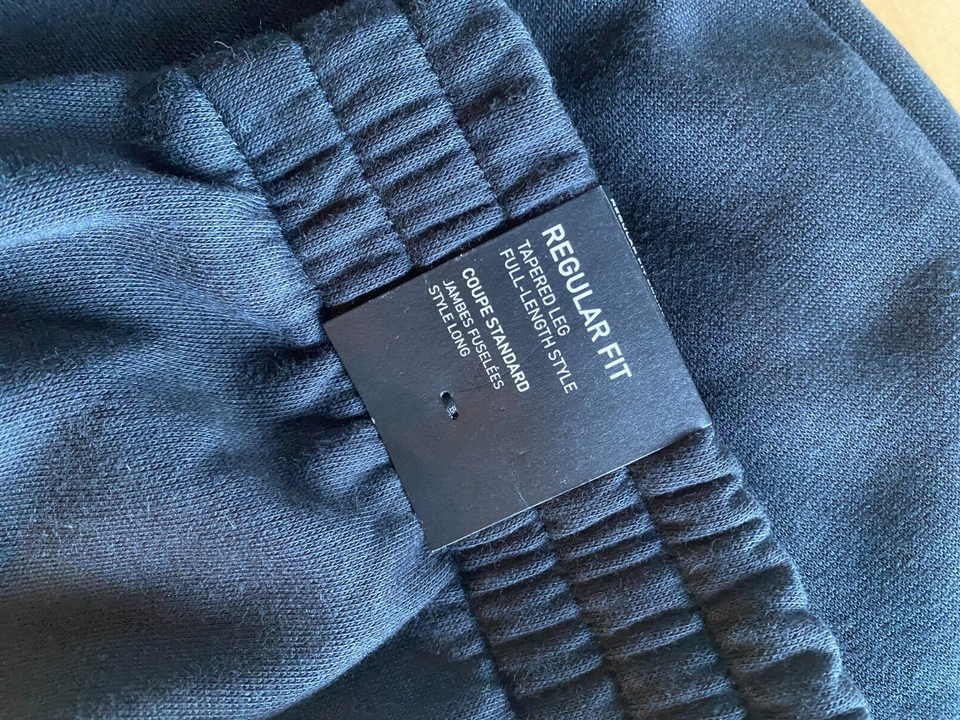 REGULAR FIT
TAPERED LEG
FULL-LENGTH STYLE
COUPE STANDARD
JAMBES FUSELÉES
STYLE LONG